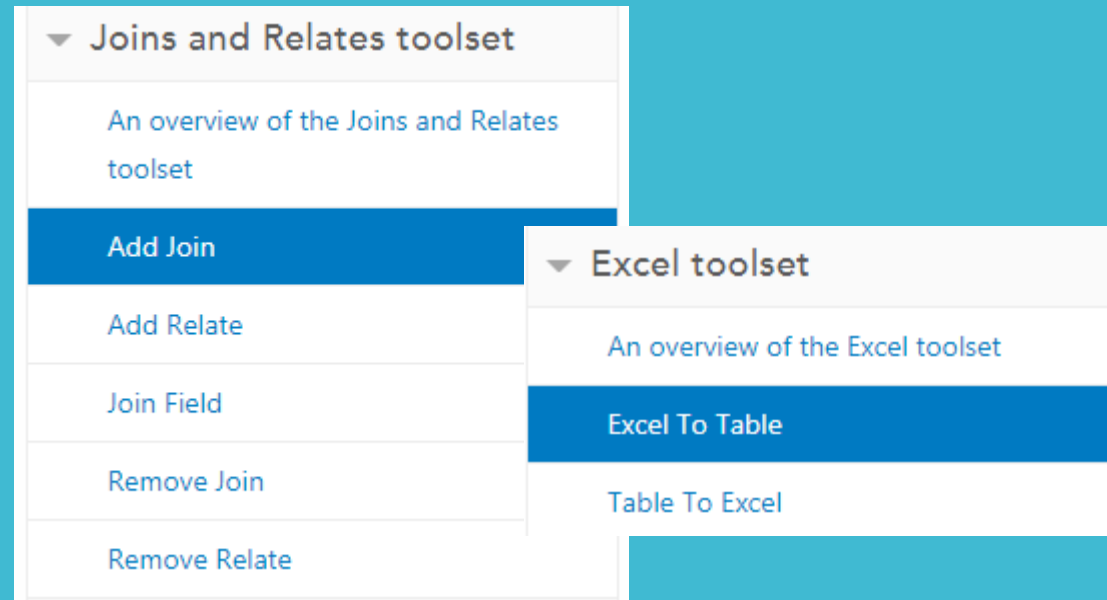 Joins and Relates toolset
An overview of the Joins and Relates
toolset
Add Join
Add Relate
Join Field
Remove Join
Remove Relate
Excel toolset
An overview of the Excel toolset
Excel To Table
Table To Excel